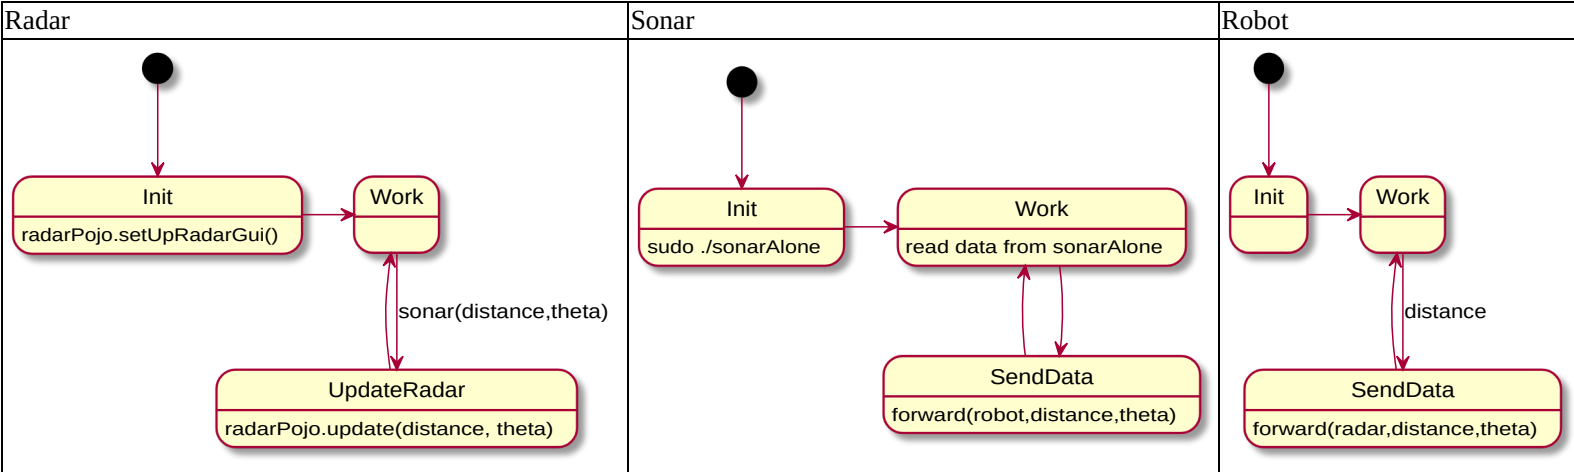 Radar
Init
radarPojo.setUpRadarGui()
Work
sonar(distance,theta)
UpdateRadar
radarPojo.update(distance, theta)
Sonar
Init
sudo ./sonarAlone
Work
read data from sonarAlone
SendData
forward(robot,distance,theta)
Robot
Init
Work
distance
SendData
forward(radar,distance,theta)